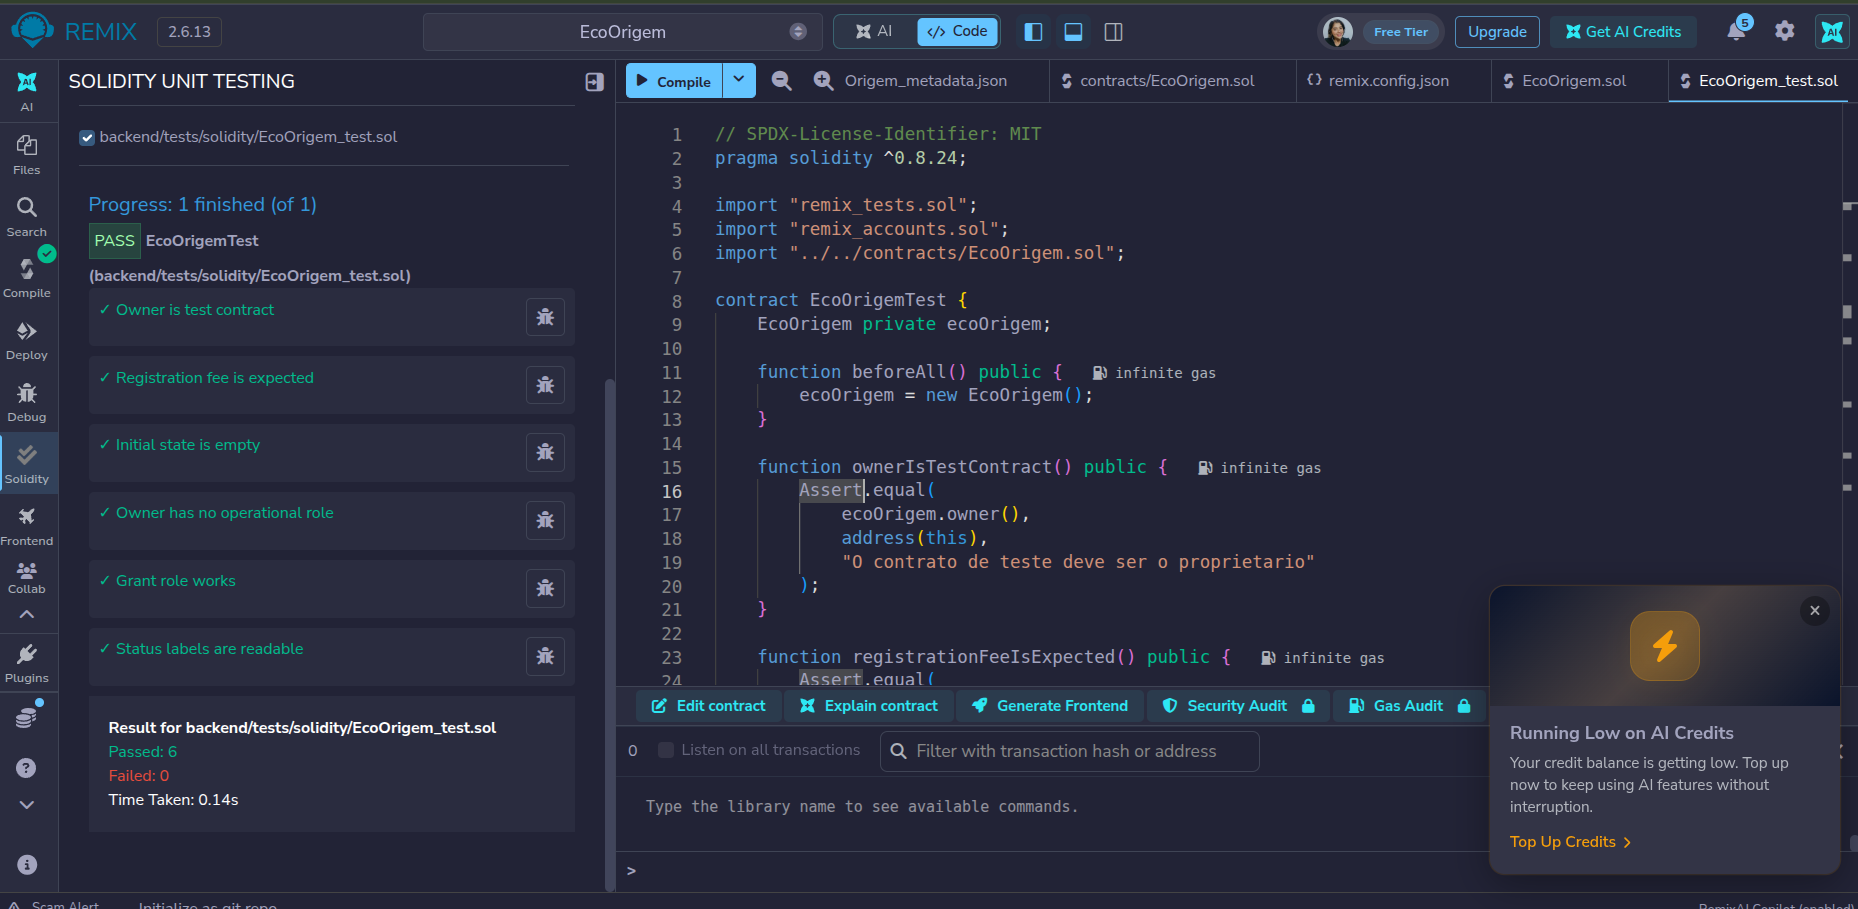 REMIX
2.6.13
EcoOrigem
AI
Code
Free Tier
Upgrade
Get AI Credits
5
AI
AI
AI
Files
Search
Compile
Deploy
Debug
Solidity
Frontend
Collab
Plugins
SOLIDITY UNIT TESTING
backend/tests/solidity/EcoOrigem_test.sol
Progress: 1 finished (of 1)
PASS EcoOrigemTest
(backend/tests/solidity/EcoOrigem_test.sol)
✓ Owner is test contract
✓ Registration fee is expected
✓ Initial state is empty
✓ Owner has no operational role
✓ Grant role works
✓ Status labels are readable
Result for backend/tests/solidity/EcoOrigem_test.sol
Passed: 6
Failed: 0
Time Taken: 0.14s
Compile
Origem_metadata.json
contracts/EcoOrigem.sol
{} remix.config.json
EcoOrigem.sol
EcoOrigem_test.sol
1 // SPDX-License-Identifier: MIT
2 pragma solidity ^0.8.24;
3
4 import "remix_tests.sol";
5 import "remix_accounts.sol";
6 import "../../contracts/EcoOrigem.sol";
7
8 contract EcoOrigemTest {
9 EcoOrigem private ecoOrigem;
10
11 function beforeAll() public { infinite gas
12 ecoOrigem = new EcoOrigem();
13 }
14
15 function ownerIsTestContract() public { infinite gas
16 Assert.equal(
17 ecoOrigem.owner(),
18 address(this),
19 "O contrato de teste deve ser o proprietario"
20 );
21 }
22
23 function registrationFeeIsExpected() public { infinite gas
24 Assert.equal(
Edit contract
Explain contract
Generate Frontend
Security Audit
Gas Audit
0
Listen on all transactions
Filter with transaction hash or address
Type the library name to see available commands.
>
Running Low on AI Credits
Your credit balance is getting low. Top up
now to keep using AI features without
interruption.
Top Up Credits >
Scam Alert
Initialize as git repo
RemixAI Copilot (enabled)